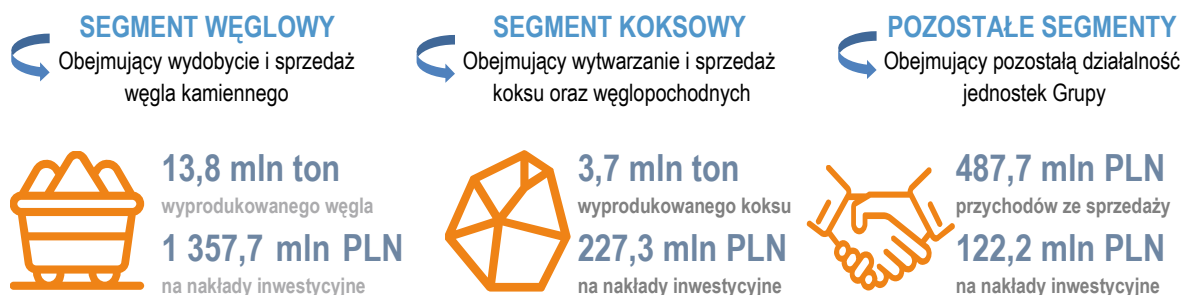 SEGMENT WĘGLOWY
Obejmujący wydobycie i sprzedaż
węgla kamiennego
13,8 mln ton
wyprodukowanego węgla
1 357,7 mln PLN
na nakłady inwestycyjne
SEGMENT KOKSOWY
Obejmujący wytwarzanie i sprzedaż
koksu oraz węglopochodnych
3,7 mln ton
wyprodukowanego koksu
227,3 mln PLN
na nakłady inwestycyjne
POZOSTAŁE SEGMENTY
Obejmujący pozostałą działalność
jednostek Grupy
487,7 mln PLN
przychodów ze sprzedaży
122,2 mln PLN
na nakłady inwestycyjne